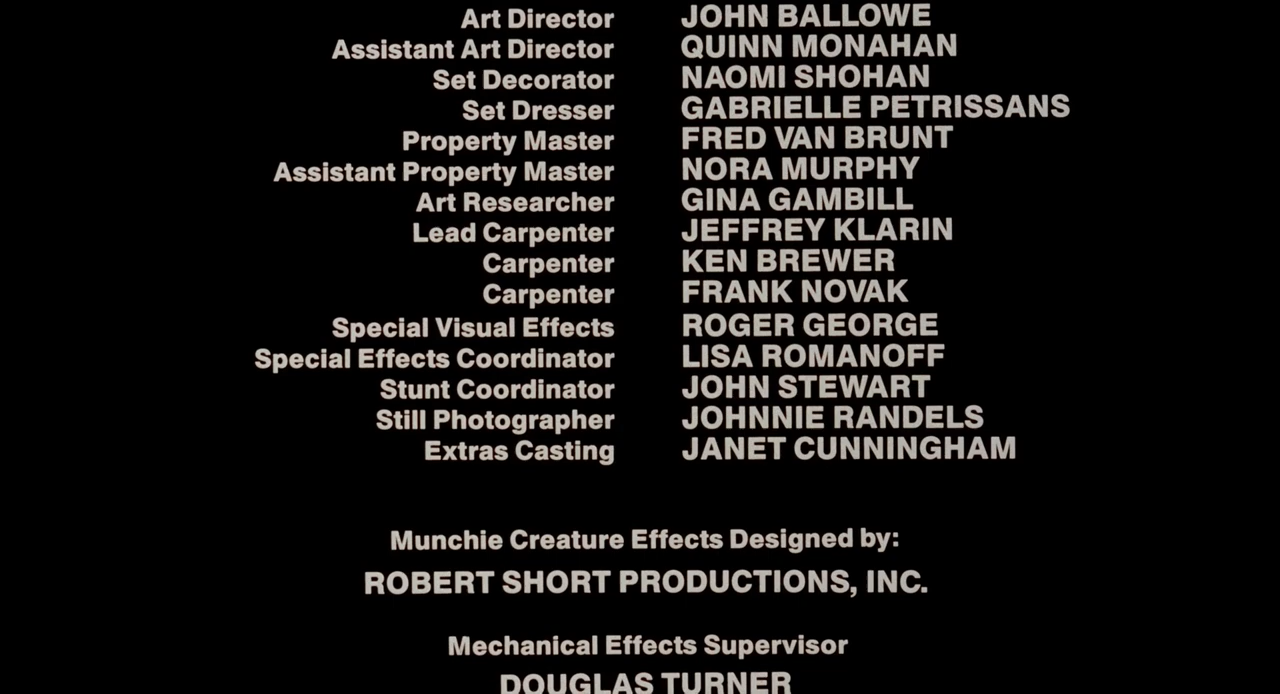 Art Director JOHN BALLOWE
Assistant Art Director QUINN MONAHAN
Set Decorator NAOMI SHOHAN
Set Dresser GABRIELLE PETRISSANS
Property Master FRED VAN BRUNT
Assistant Property Master NORA MURPHY
Art Researcher GINA GAMBILL
Lead Carpenter JEFFREY KLARIN
Carpenter KEN BREWER
Carpenter FRANK NOVAK
Special Visual Effects ROGER GEORGE
Special Effects Coordinator LISA ROMANOFF
Stunt Coordinator JOHN STEWART
Still Photographer JOHNNIE RANDELS
Extras Casting JANET CUNNINGHAM
Munchie Creature Effects Designed by:
ROBERT SHORT PRODUCTIONS, INC.
Mechanical Effects Supervisor
DOUGLAS TURNER